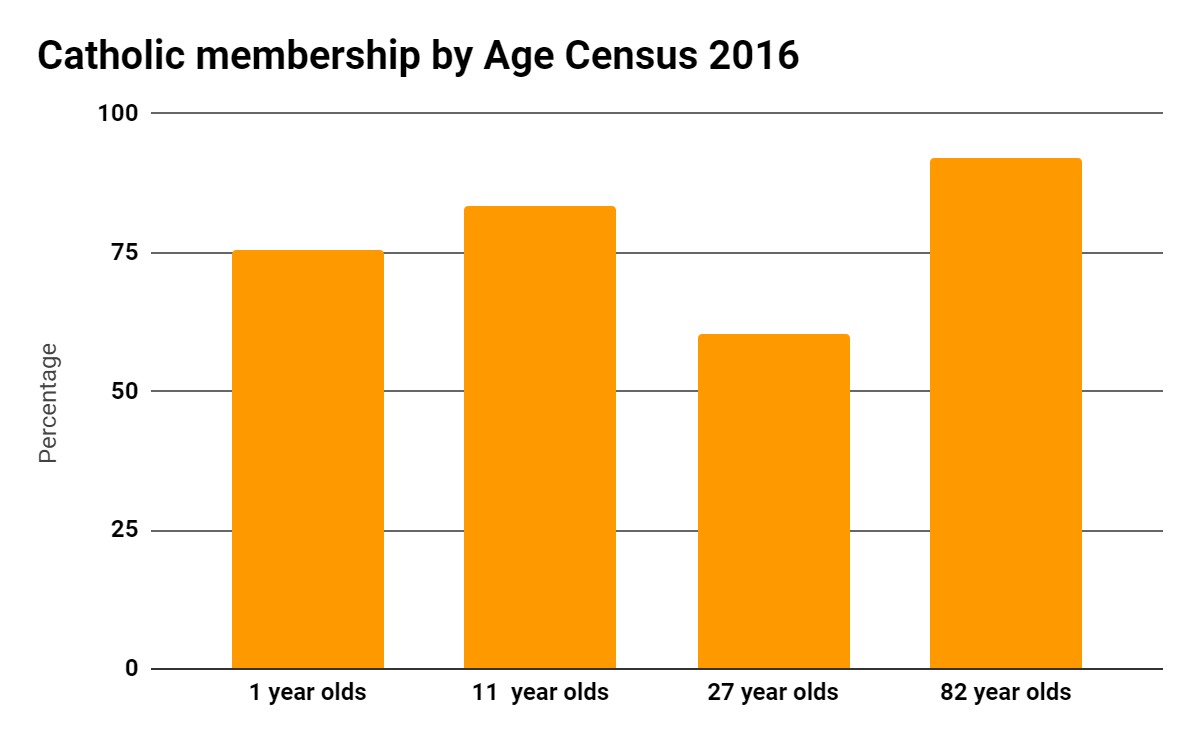 Catholic membership by Age Census 2016
100
75
50
25
0
Percentage
1 year olds
11  year olds
27 year olds
82 year olds